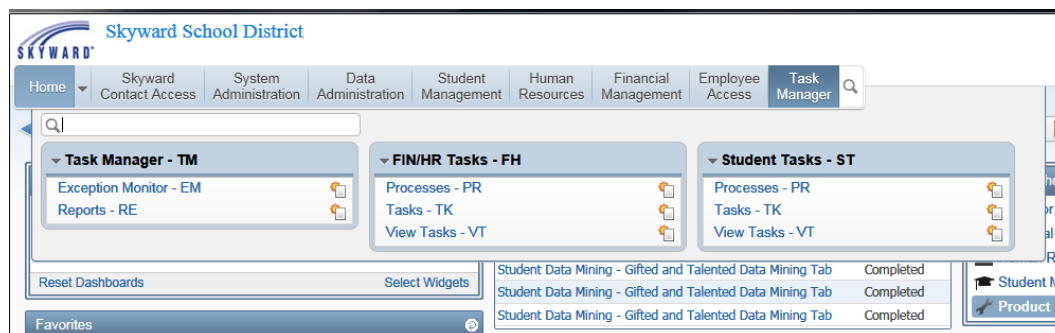 Skyward School District
SKYWARD
Home
Skyward Contact Access
System Administration
Data Administration
Student Management
Human Resources
Financial Management
Employee Access
Task Manager
Task Manager - TM
Exception Monitor - EM
Reports - RE
FIN/HR Tasks - FH
Processes - PR
Tasks - TK
View Tasks - VT
Student Tasks - ST
Processes - PR
Tasks - TK
View Tasks - VT
Reset Dashboards
Select Widgets
Student Data Mining - Gifted and Talented Data Mining Tab Completed
Student Data Mining - Gifted and Talented Data Mining Tab Completed
Student Data Mining - Gifted and Talented Data Mining Tab Completed
Student M
Product
Favorites